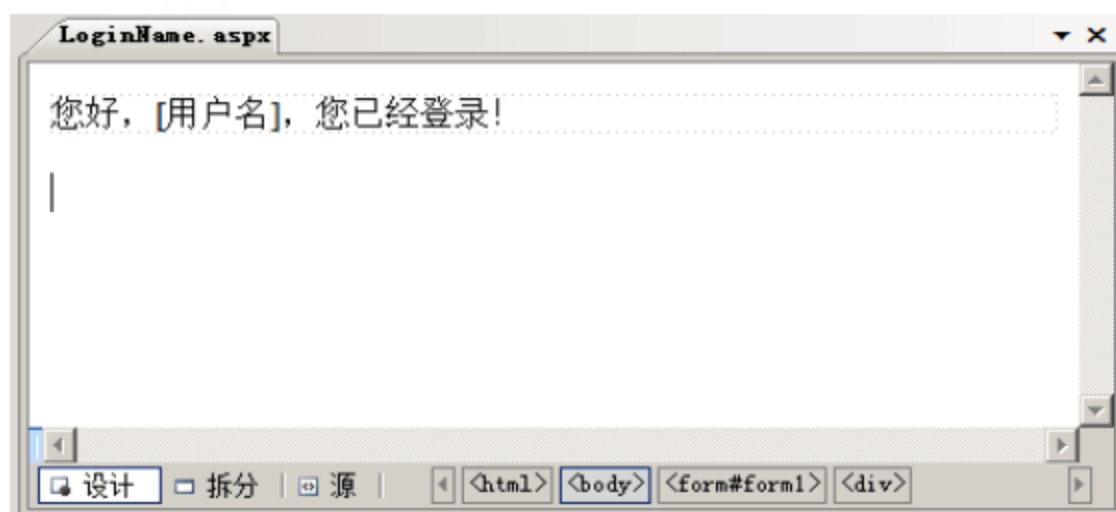 LoginName.aspx
您好，[用户名]，您已经登录！
设计 拆分 源 <html> <body> <form#form1> <div>